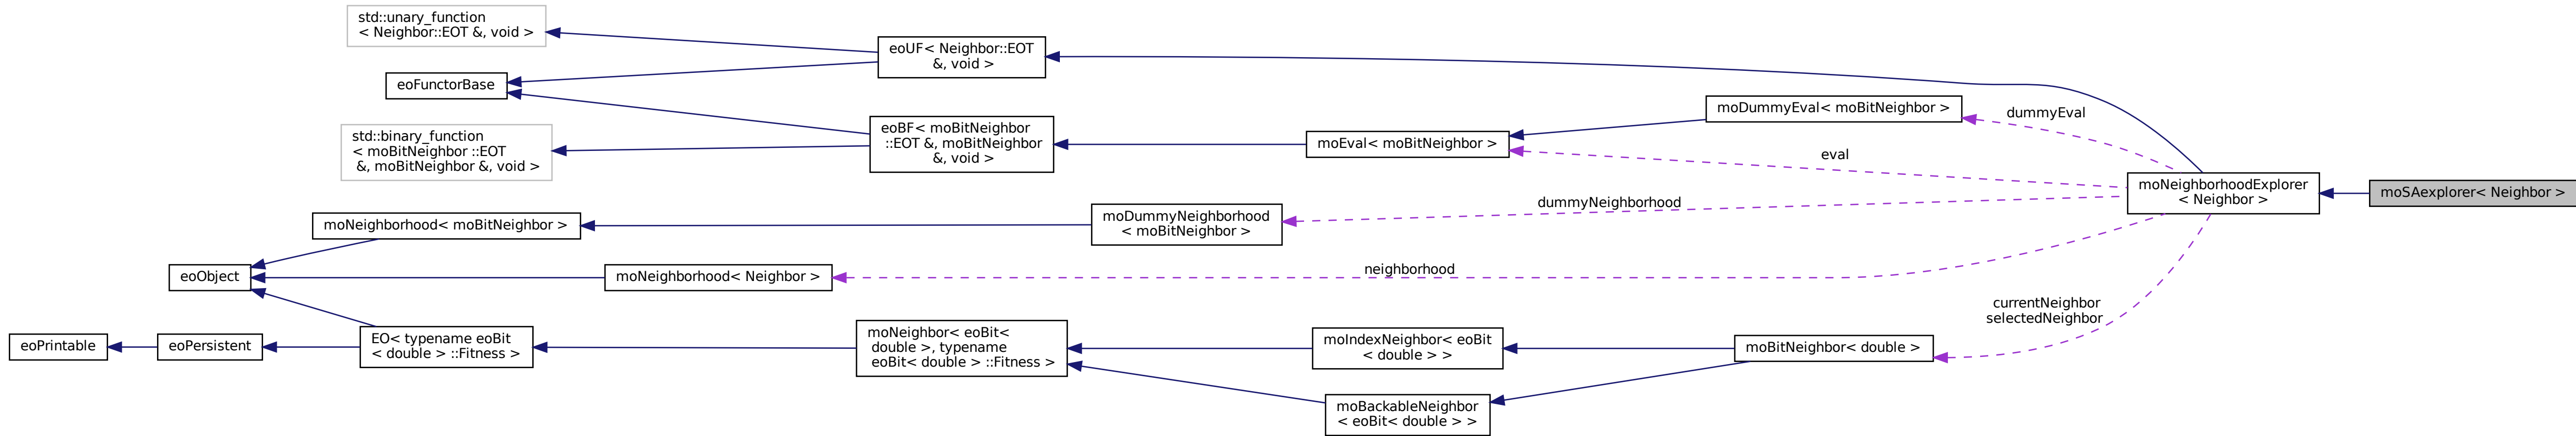 std::unary_function
< Neighbor::EOT &, void >
eoFunctorBase
std::binary_function
< moBitNeighbor ::EOT
&, moBitNeighbor &, void >
eoUF< Neighbor::EOT
&, void >
eoBF< moBitNeighbor
::EOT &, moBitNeighbor
&, void >
moEval< moBitNeighbor >
moDummyEval< moBitNeighbor >
dummyEval
eval
dummyNeighborhood
moNeighborhoodExplorer
< Neighbor >
moSAexplorer< Neighbor >
moNeighborhood< moBitNeighbor >
moDummyNeighborhood
< moBitNeighbor >
eoObject
moNeighborhood< Neighbor >
neighborhood
currentNeighbor
selectedNeighbor
eoPrintable
eoPersistent
EO< typename eoBit
< double > ::Fitness >
moNeighbor< eoBit<
double >, typename
eoBit< double > ::Fitness >
moIndexNeighbor< eoBit
< double > >
moBitNeighbor< double >
moBackableNeighbor
< eoBit< double > >